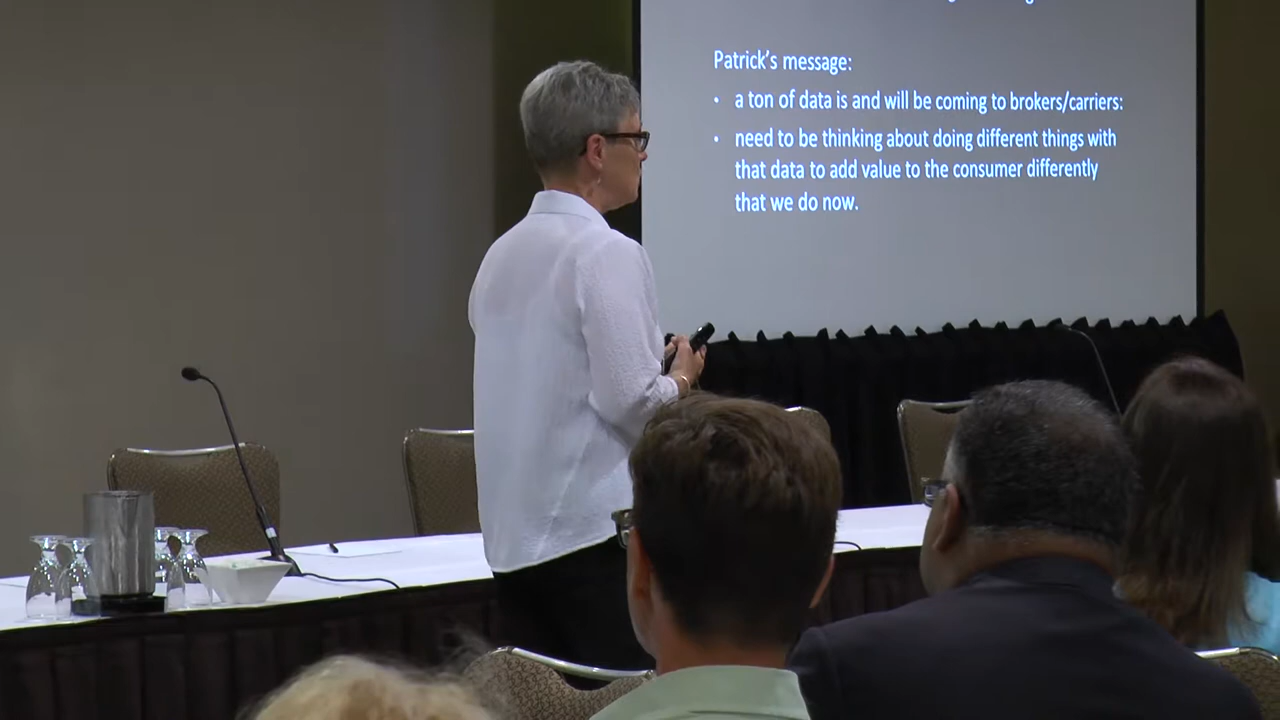 Patrick's message:
• a ton of data is and will be coming to brokers/carriers:
• need to be thinking about doing different things with
that data to add value to the consumer differently
that we do now.